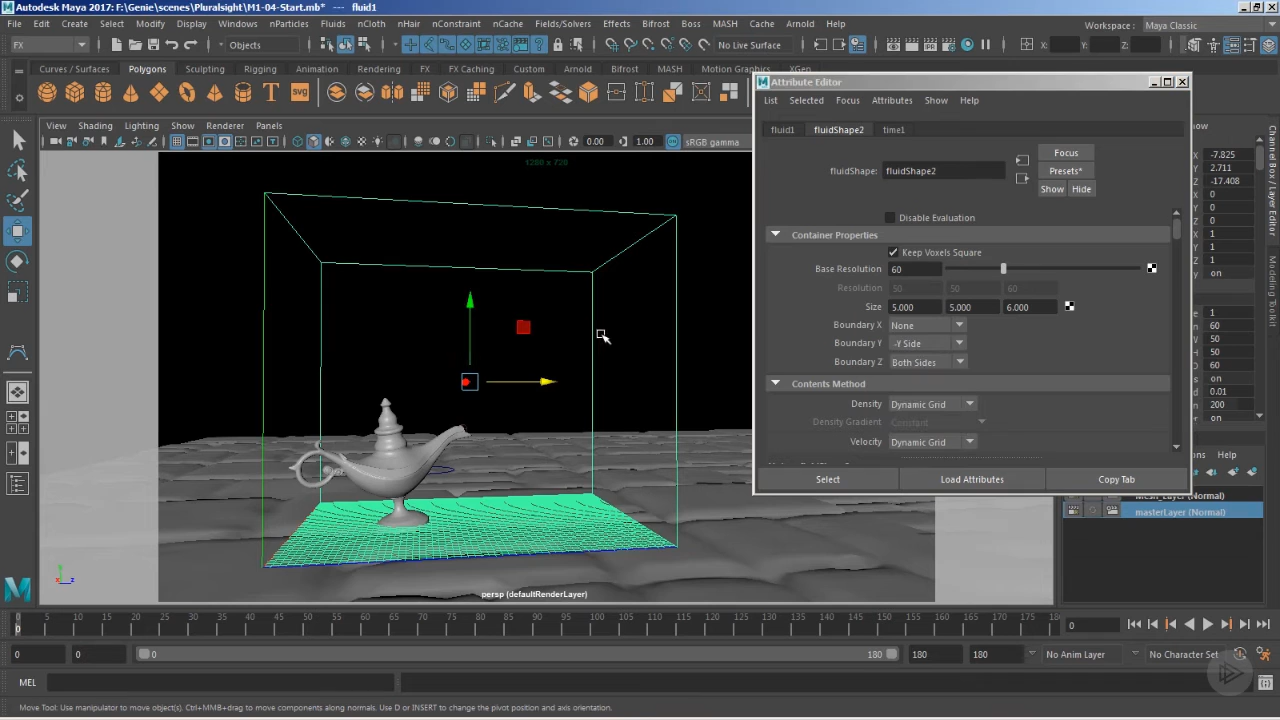 Autodesk Maya 2017: F:\Genie\scenes\Pluralsight\M1-04-Start.mb* --- fluid1
File Edit Create Select Modify Display Windows nParticles Fluids nCloth nHair nConstraint nCache Fields/Solvers Effects Bifrost Boss MASH Cache Arnold Help
Workspace : Maya Classic
FX Objects No Live Surface X: Y: Z:
Curves / Surfaces Polygons Sculpting Rigging Animation Rendering FX FX Caching Custom Arnold Bifrost MASH Motion Graphics XGen
T svg
View Shading Lighting Show Renderer Panels
0.00 1.00 sRGB gamma
1280 x 720
persp (defaultRenderLayer)
Attribute Editor
List Selected Focus Attributes Show Help
fluid1 fluidShape2 time1
fluidShape: fluidShape2
Focus
Presets*
Show Hide
Disable Evaluation
Container Properties
Keep Voxels Square
Base Resolution 60
Resolution 50 50 60
Size 5.000 5.000 6.000
Boundary X None
Boundary Y -Y Side
Boundary Z Both Sides
Contents Method
Density Dynamic Grid
Density Gradient Constant
Velocity Dynamic Grid
Select Load Attributes Copy Tab
X -7.825
Y 2.711
Z -17.408
X 0
Y 0
Z 0
X 1
Y 1
Z 1
y on
1
60
50
50
60
on
0.01
200
on
Channel Box / Layer Editor
Modeling Toolkit
Help
Mesh_Layer (Normal)
masterLayer (Normal)
0 5 10 15 20 25 30 35 40 45 50 55 60 65 70 75 80 85 90 95 100 105 110 115 120 125 130 135 140 145 150 155 160 165 170 175 180
0
0 0 0 180 180 180 No Anim Layer No Character Set
MEL
Move Tool: Use manipulator to move object(s). Ctrl+MMB+drag to move components along normals. Use D or INSERT to change the pivot position and axis orientation.